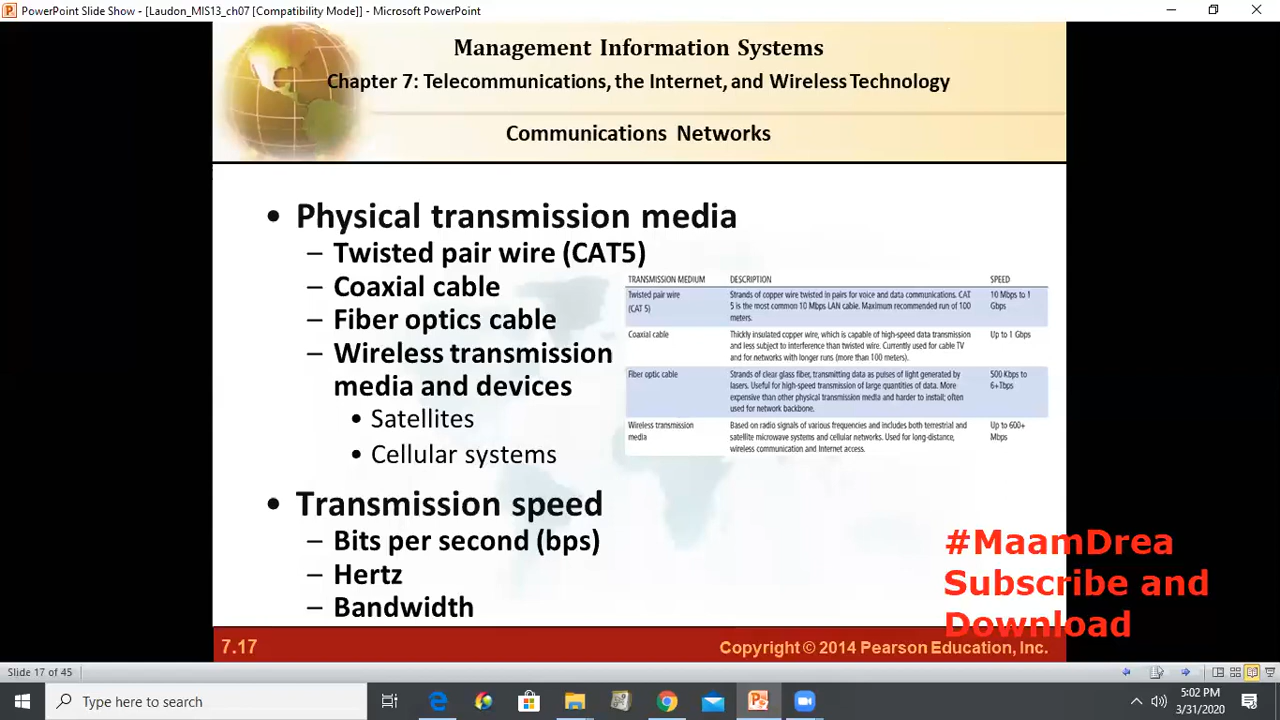 PowerPoint Slide Show - [Laudon_MIS13_ch07 [Compatibility Mode]] - Microsoft PowerPoint
Management Information Systems
Chapter 7: Telecommunications, the Internet, and Wireless Technology
Communications Networks
• Physical transmission media
– Twisted pair wire (CAT5)
– Coaxial cable
– Fiber optics cable
– Wireless transmission
media and devices
• Satellites
• Cellular systems
• Transmission speed
– Bits per second (bps)
– Hertz
– Bandwidth
TRANSMISSION MEDIUM DESCRIPTION SPEED
Twisted pair wire Strands of copper wire twisted in pairs for voice and data communications. CAT 10 Mbps to 1
(CAT 5) 5 is the most common 10 Mbps LAN cable. Maximum recommended run of 100 Gbps
meters.
Coaxial cable Thickly insulated copper wire, which is capable of high-speed data transmission Up to 1 Gbps
and less subject to interference than twisted wire. Currently used for cable TV
and for networks with longer runs (more than 100 meters).
Fiber optic cable Strands of clear glass fiber, transmitting data as pulses of light generated by 500 Kbps to
lasers. Useful for high-speed transmission of large quantities of data. More 6+Tbps
expensive than other physical transmission media and harder to install; often
used for network backbone.
Wireless transmission Based on radio signals of various frequencies and includes both terrestrial and Up to 600+
media satellite microwave systems and cellular networks. Used for long-distance, Mbps
wireless communication and Internet access.
#MaamDrea
Subscribe and
Download
7.17 Copyright © 2014 Pearson Education, Inc.
Slide 17 of 45
Type here to search
5:02 PM
3/31/2020